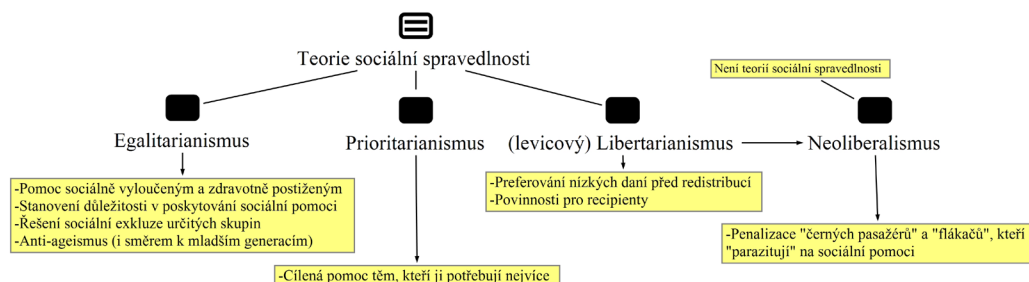 Teorie sociální spravedlnosti
Není teorií sociální spravedlnosti
Egalitarianismus
Prioritarianismus
(levicový) Libertarianismus
Neoliberalismus
-Pomoc sociálně vyloučeným a zdravotně postiženým
-Stanovení důležitosti v poskytování sociální pomoci
-Řešení sociální exkluze určitých skupin
-Anti-ageismus (i směrem k mladším generacím)
-Cílená pomoc těm, kteří ji potřebují nejvíce
-Preferování nízkých daní před redistribucí
-Povinnosti pro recipienty
-Penalizace "černých pasažérů" a "flákačů", kteří
"parazitují" na sociální pomoci